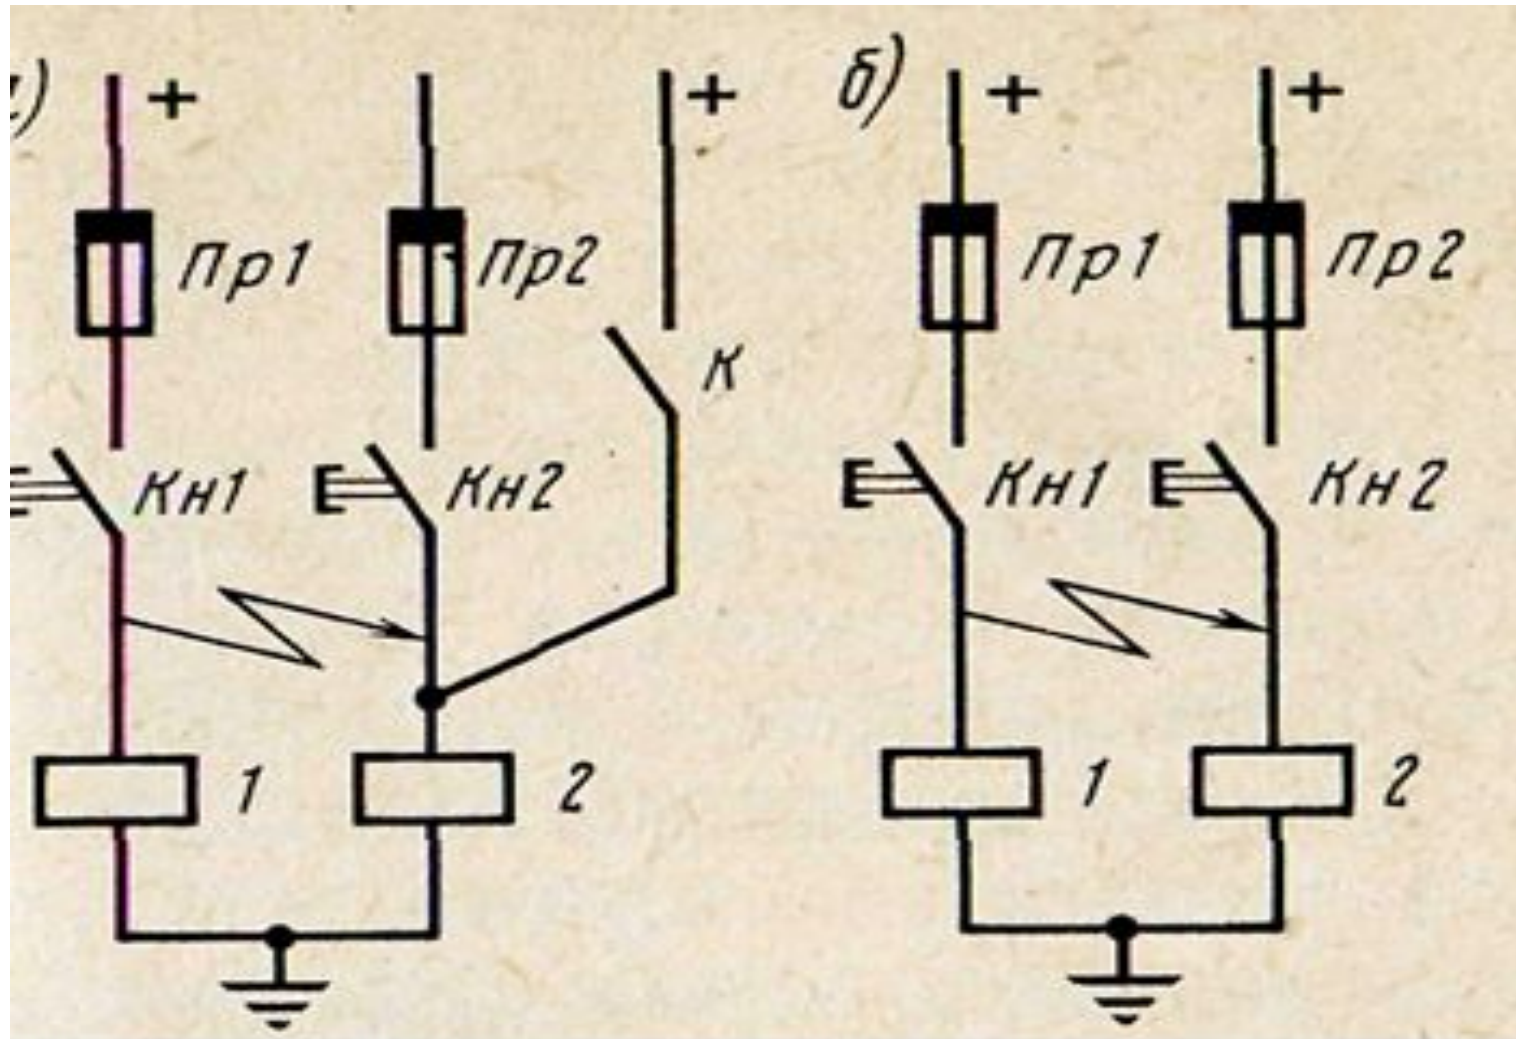 а) + + б) + +
Пр1 Пр2 Пр1 Пр2
К
Кн1 Кн2 Кн1 Кн2
1 2 1 2